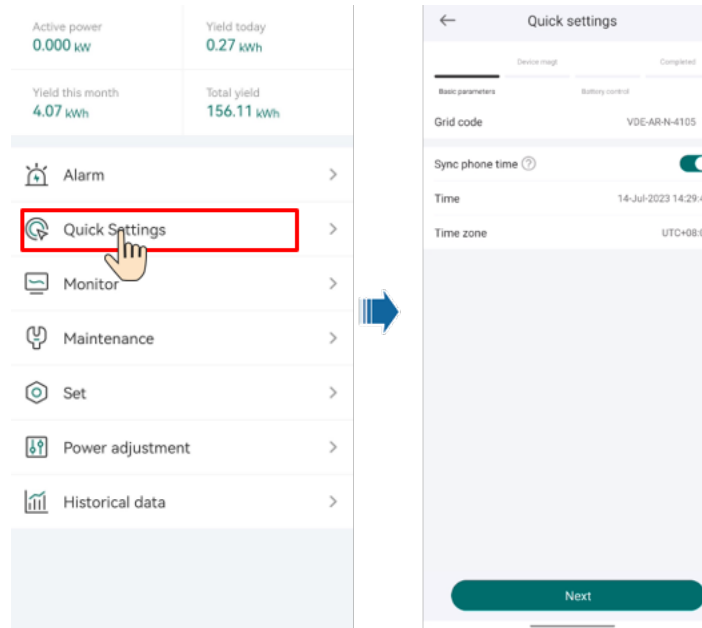 Active power
0.000 kW
Yield today
0.27 kWh
Yield this month
4.07 kWh
Total yield
156.11 kWh
Alarm
Quick Settings
Monitor
Maintenance
Set
Power adjustment
Historical data
Quick settings
Device magt
Completed
Basic parameters
Battery control
Grid code
VDE-AR-N-4105
Sync phone time ?
Time
14-Jul-2023 14:29:4
Time zone
UTC+08:0
Next